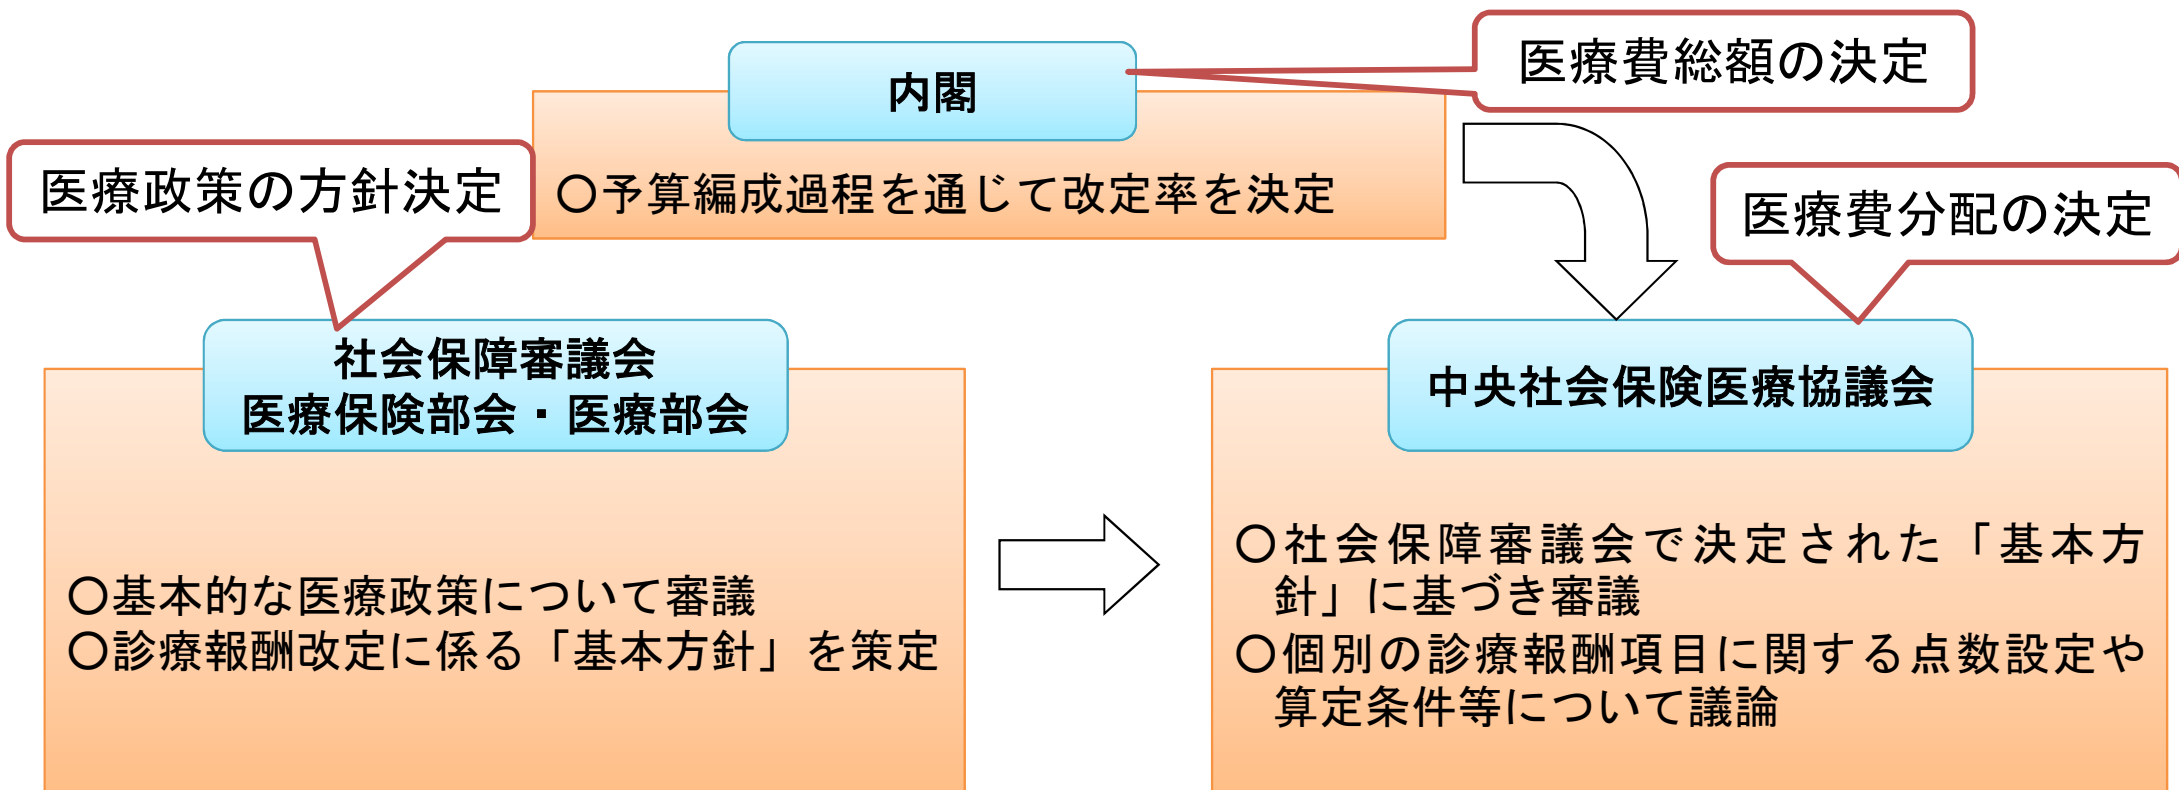 医療費総額の決定
内閣
〇予算編成過程を通じて改定率を決定
医療政策の方針決定
医療費分配の決定
社会保障審議会
医療保険部会・医療部会
〇基本的な医療政策について審議
〇診療報酬改定に係る「基本方針」を策定
中央社会保険医療協議会
〇社会保障審議会で決定された「基本方
針」に基づき審議
〇個別の診療報酬項目に関する点数設定や
算定条件等について議論